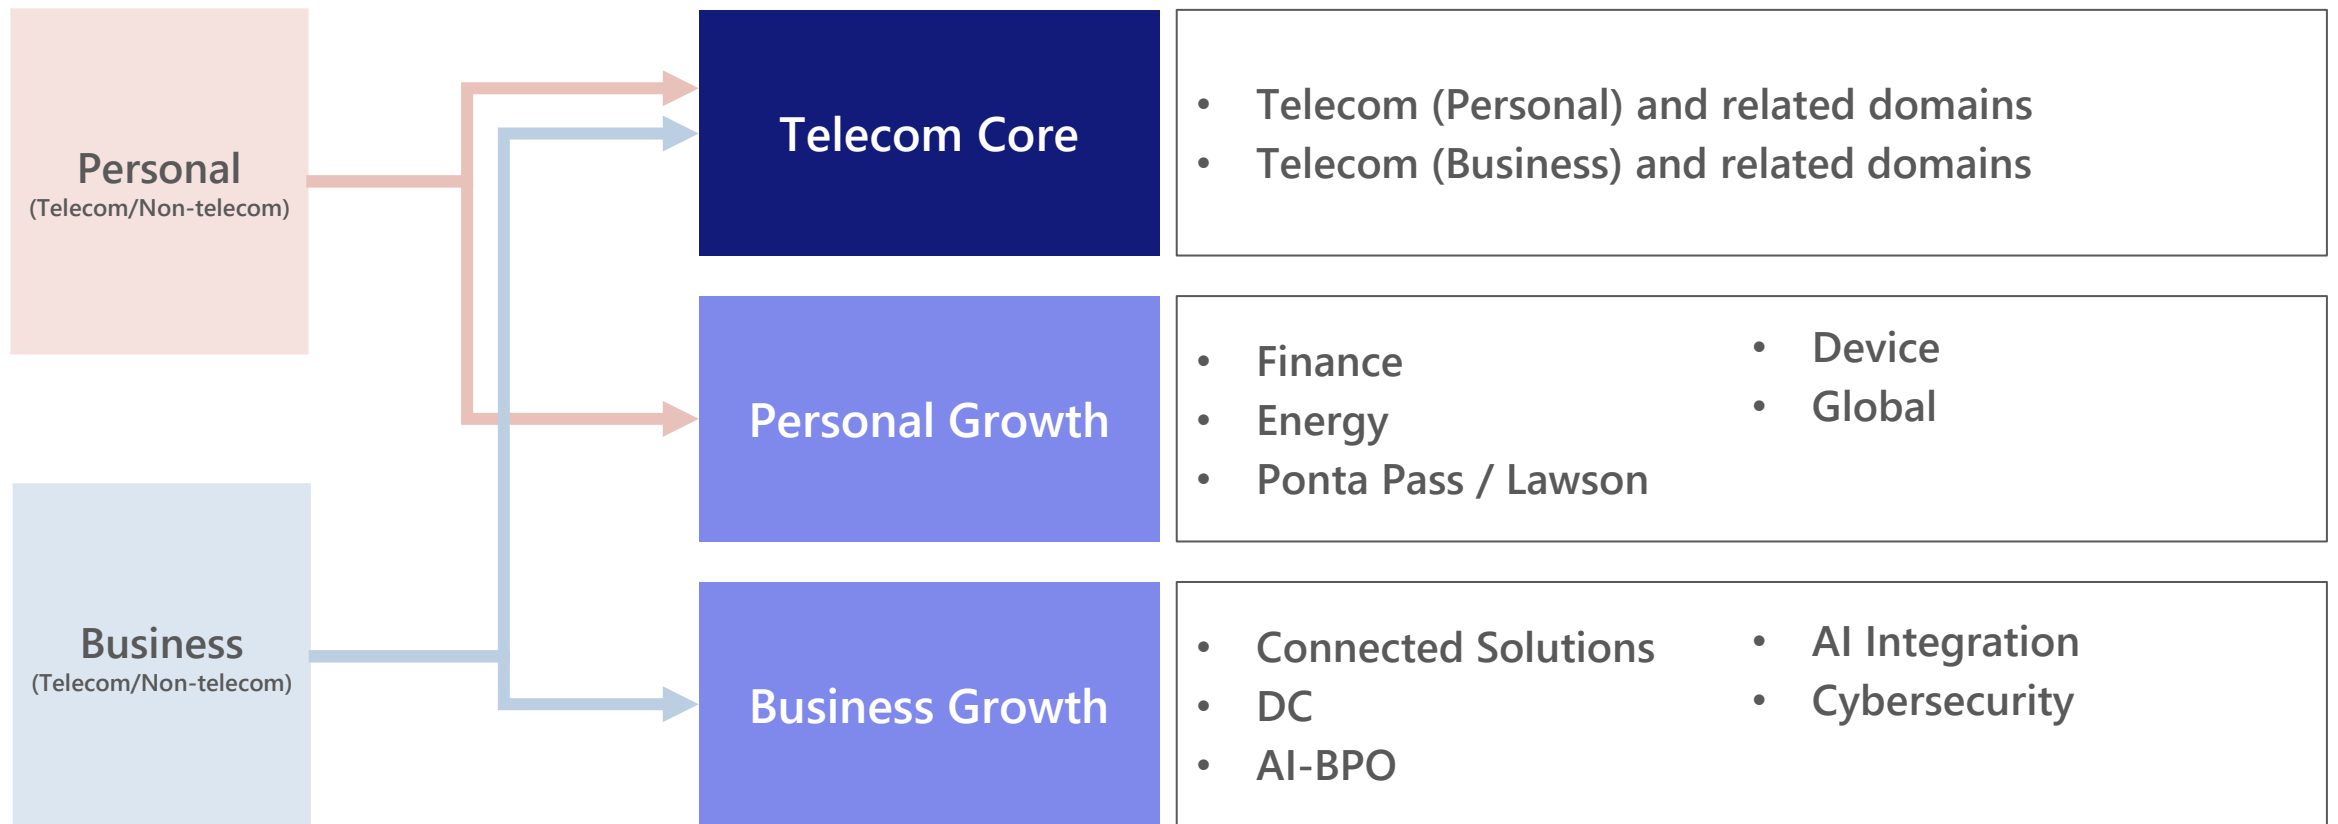 Personal
(Telecom/Non-telecom)
Business
(Telecom/Non-telecom)
Telecom Core
• Telecom (Personal) and related domains
• Telecom (Business) and related domains
Personal Growth
• Finance
• Energy
• Ponta Pass / Lawson
• Device
• Global
Business Growth
• Connected Solutions
• DC
• AI-BPO
• AI Integration
• Cybersecurity